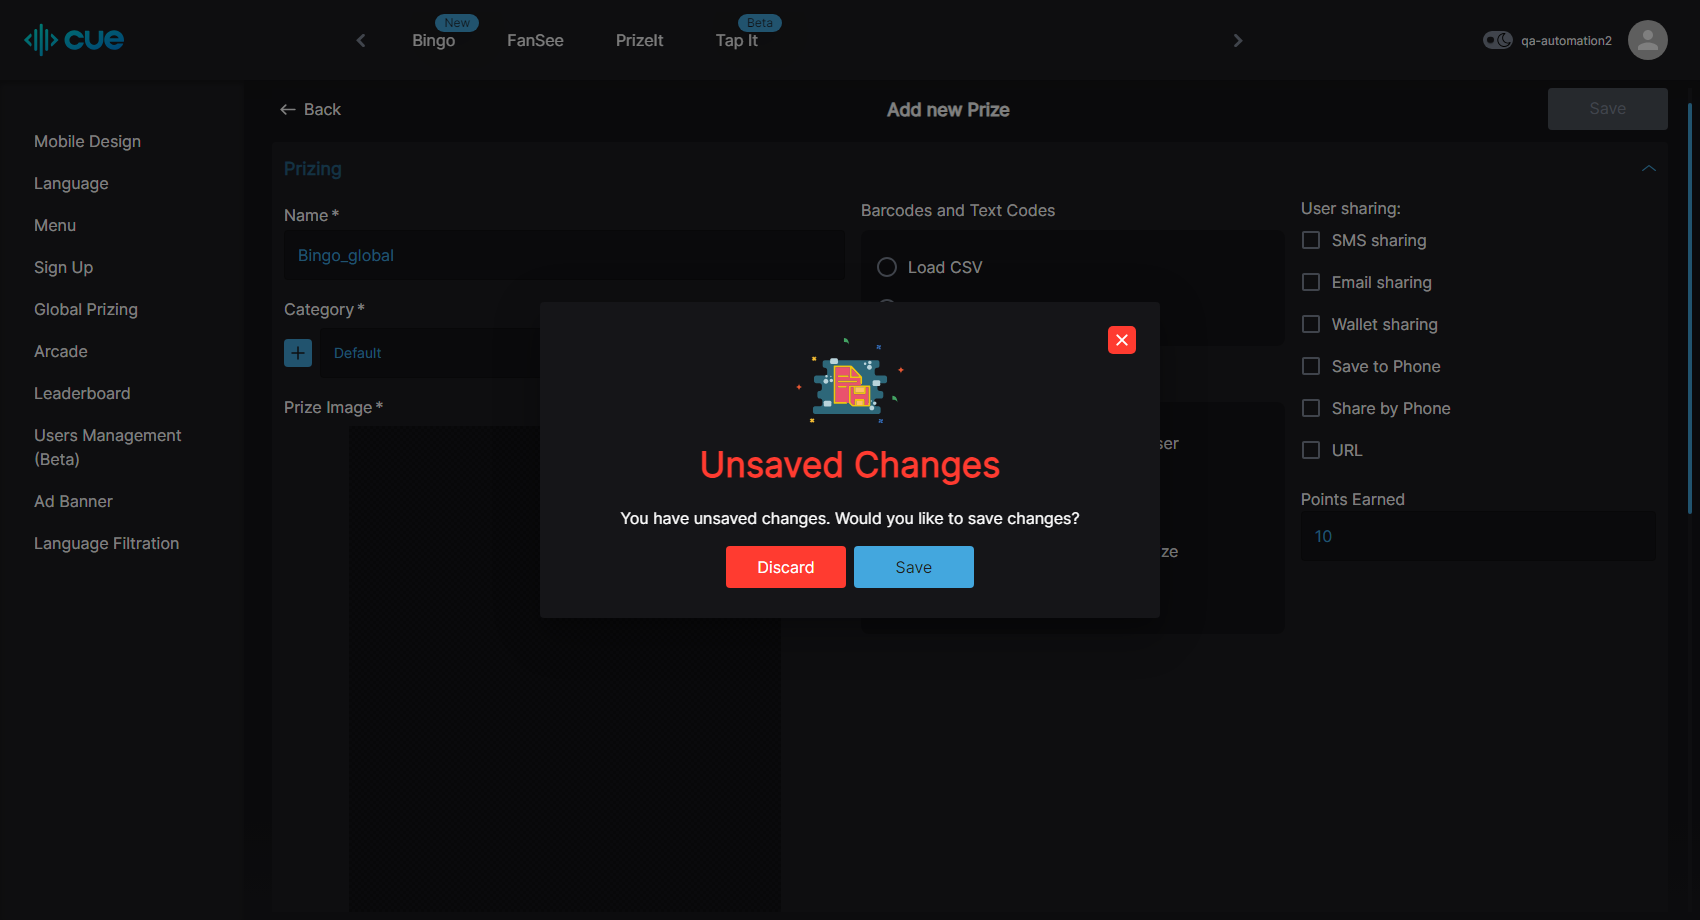 cue
New
Bingo
FanSee
PrizeIt
Beta
Tap It
qa-automation2
Back
Add new Prize
Save
Mobile Design
Language
Menu
Sign Up
Global Prizing
Arcade
Leaderboard
Users Management
(Beta)
Ad Banner
Language Filtration
Prizing
Name*
Bingo_global
Category*
Default
Prize Image*
Barcodes and Text Codes
Load CSV
ser
ze
User sharing:
SMS sharing
Email sharing
Wallet sharing
Save to Phone
Share by Phone
URL
Points Earned
10
Unsaved Changes
You have unsaved changes. Would you like to save changes?
Discard
Save